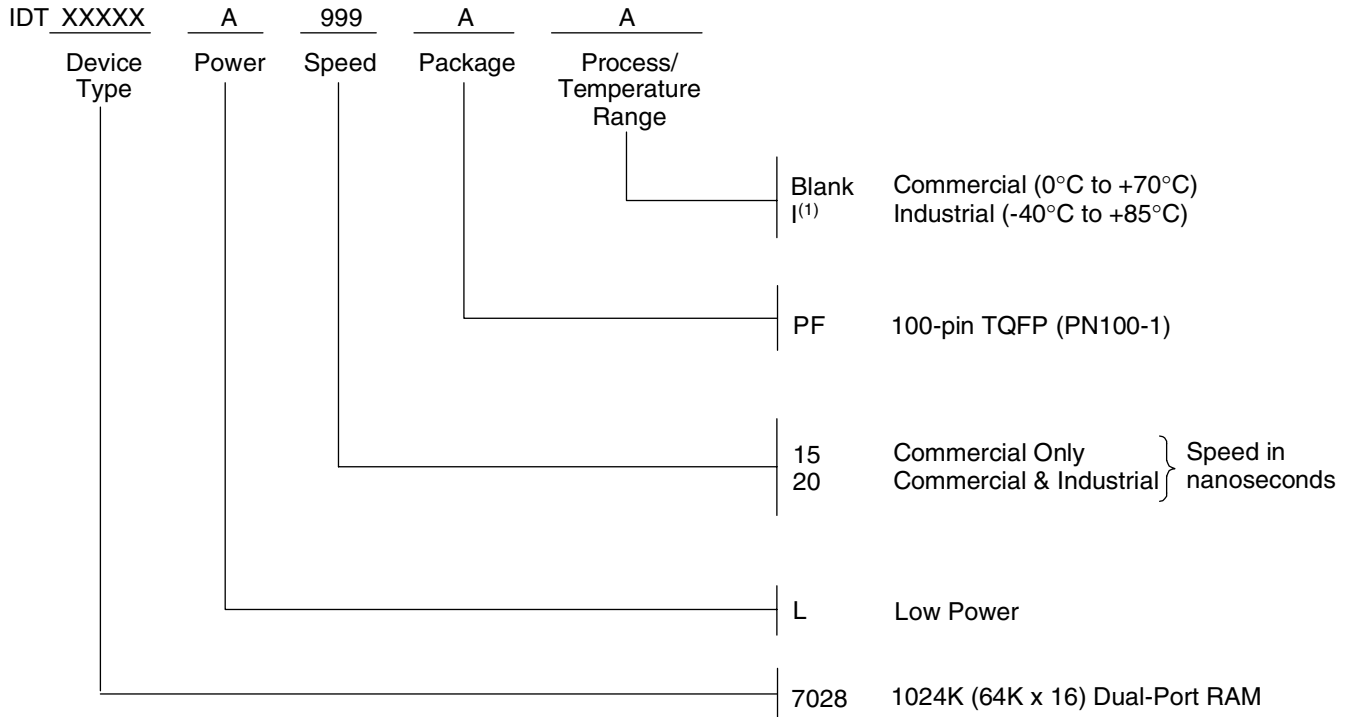 IDT XXXXX A 999 A A
Device Type Power Speed Package Process/ Temperature Range
Blank Commercial (0°C to +70°C)
I(1) Industrial (-40°C to +85°C)
PF 100-pin TQFP (PN100-1)
15 Commercial Only
20 Commercial & Industrial
Speed in
nanoseconds
L Low Power
7028 1024K (64K x 16) Dual-Port RAM